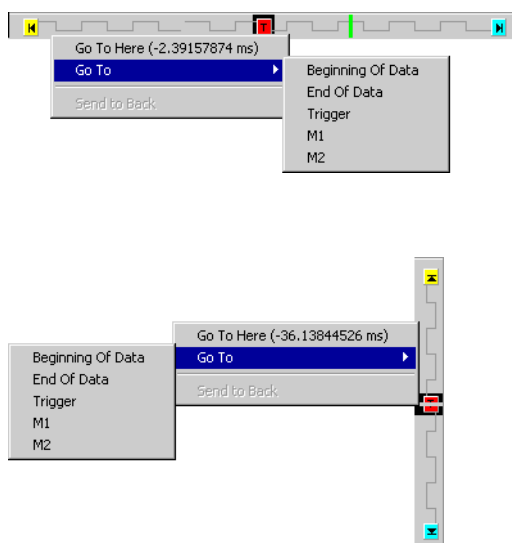 T
Go To Here (-2.39157874 ms)
Go To
Send to Back
Beginning Of Data
End Of Data
Trigger
M1
M2
Go To Here (-36.13844526 ms)
Go To
Send to Back
Beginning Of Data
End Of Data
Trigger
M1
M2
T